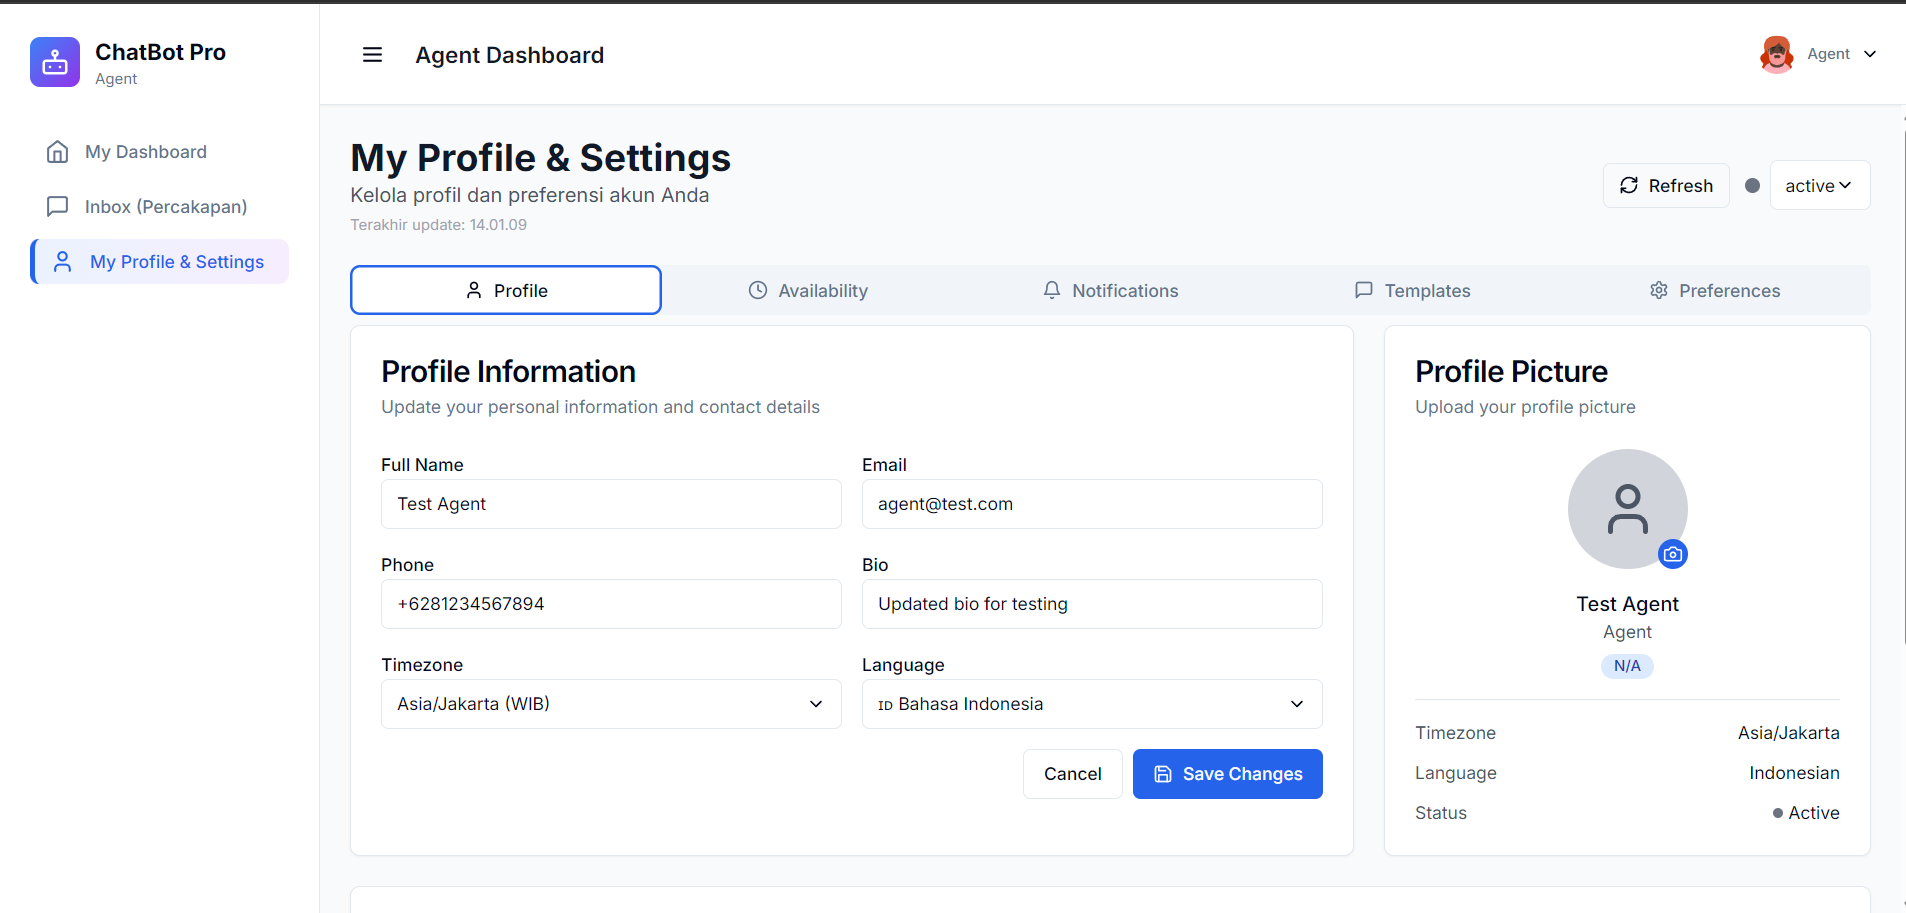 ChatBot Pro
Agent
My Dashboard
Inbox (Percakapan)
My Profile & Settings
Agent Dashboard
Agent
My Profile & Settings
Kelola profil dan preferensi akun Anda
Terakhir update: 14.01.09
Refresh
active
Profile
Availability
Notifications
Templates
Preferences
Profile Information
Update your personal information and contact details
Full Name
Test Agent
Email
agent@test.com
Phone
+6281234567894
Bio
Updated bio for testing
Timezone
Asia/Jakarta (WIB)
Language
ID Bahasa Indonesia
Cancel
Save Changes
Profile Picture
Upload your profile picture
Test Agent
Agent
N/A
Timezone Asia/Jakarta
Language Indonesian
Status Active